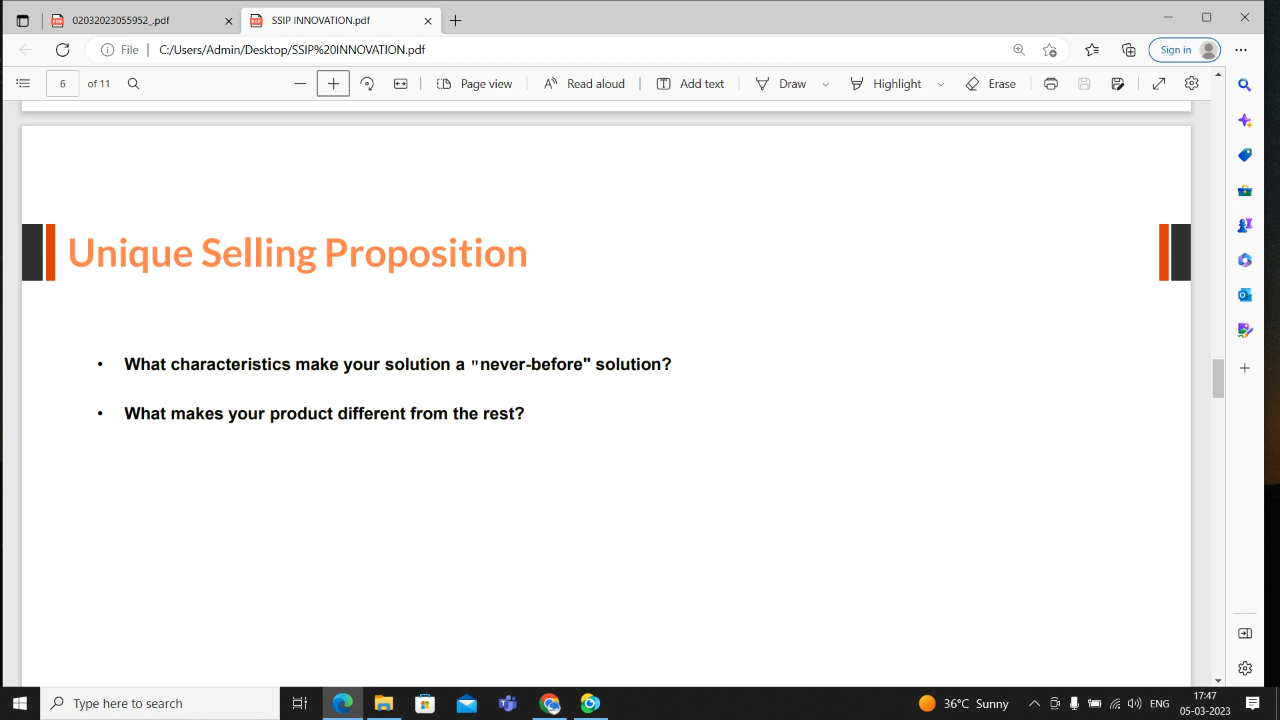 02032023055952_.pdf
SSIP INNOVATION.pdf
File
C:/Users/Admin/Desktop/SSIP%20INNOVATION.pdf
Sign in
6 of 11
Page view
Read aloud
Add text
Draw
Highlight
Erase
Unique Selling Proposition
• What characteristics make your solution a "never-before" solution?
• What makes your product different from the rest?
Type here to search
36°C Sunny
ENG
17:47
05-03-2023